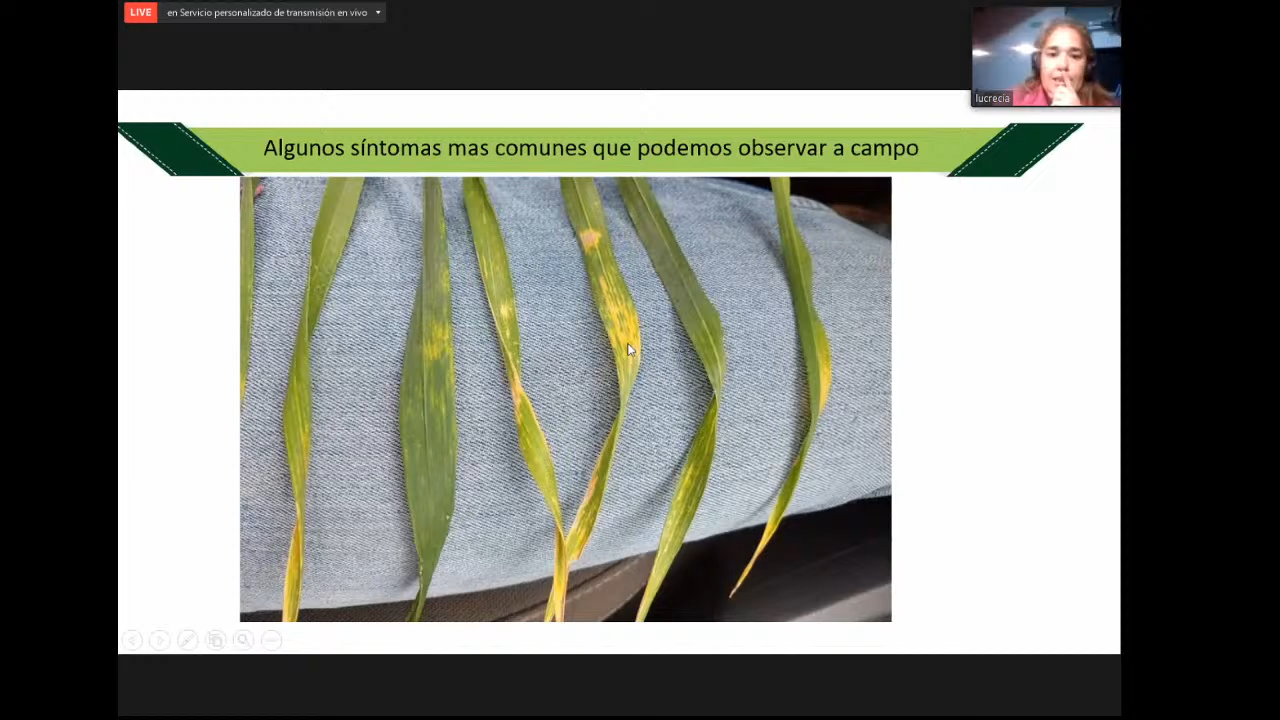 LIVE
en Servicio personalizado de transmisión en vivo
lucrecia
Algunos síntomas mas comunes que podemos observar a campo